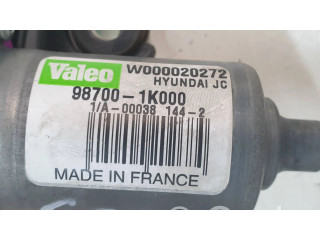 Valeo
W000020272
HYUNDAI JC
98700-1K000
1/A-00038 144-2
MADE IN FRANCE